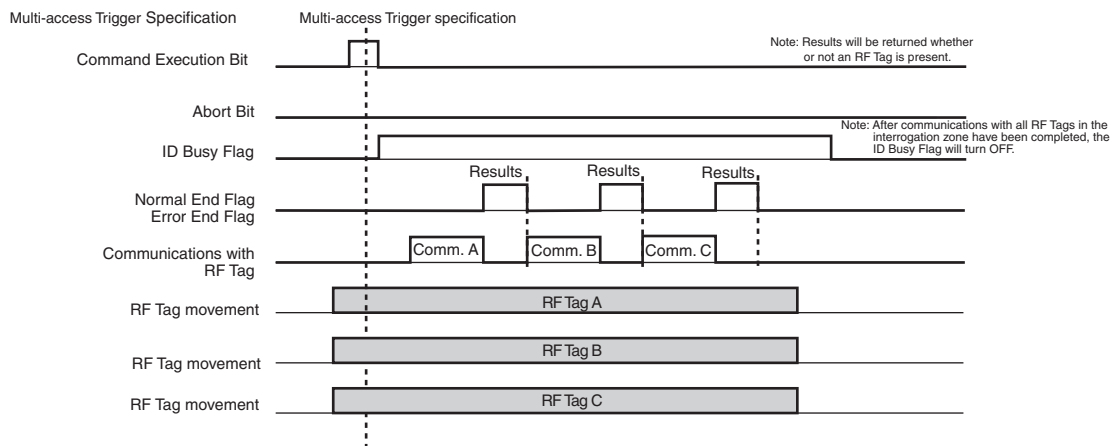 Multi-access Trigger Specification
Multi-access Trigger specification
Command Execution Bit
Note: Results will be returned whether
or not an RF Tag is present.
Abort Bit
Note: After communications with all RF Tags in the
interrogation zone have been completed, the
ID Busy Flag will turn OFF.
ID Busy Flag
Results
Results
Results
Normal End Flag
Error End Flag
Communications with
RF Tag
Comm. A
Comm. B
Comm. C
RF Tag movement
RF Tag A
RF Tag movement
RF Tag B
RF Tag movement
RF Tag C